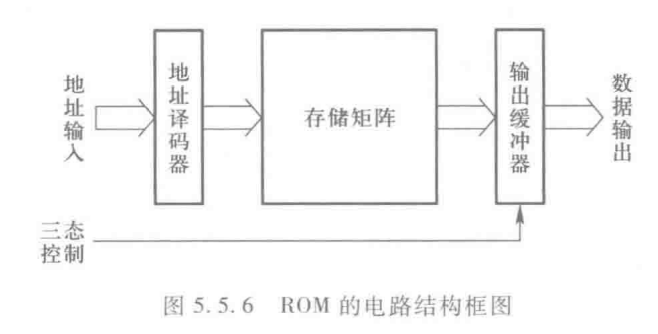 地址输入
地址译码器
存储矩阵
输出缓冲器
数据输出
三态
控制
图 5.5.6 ROM 的电路结构框图